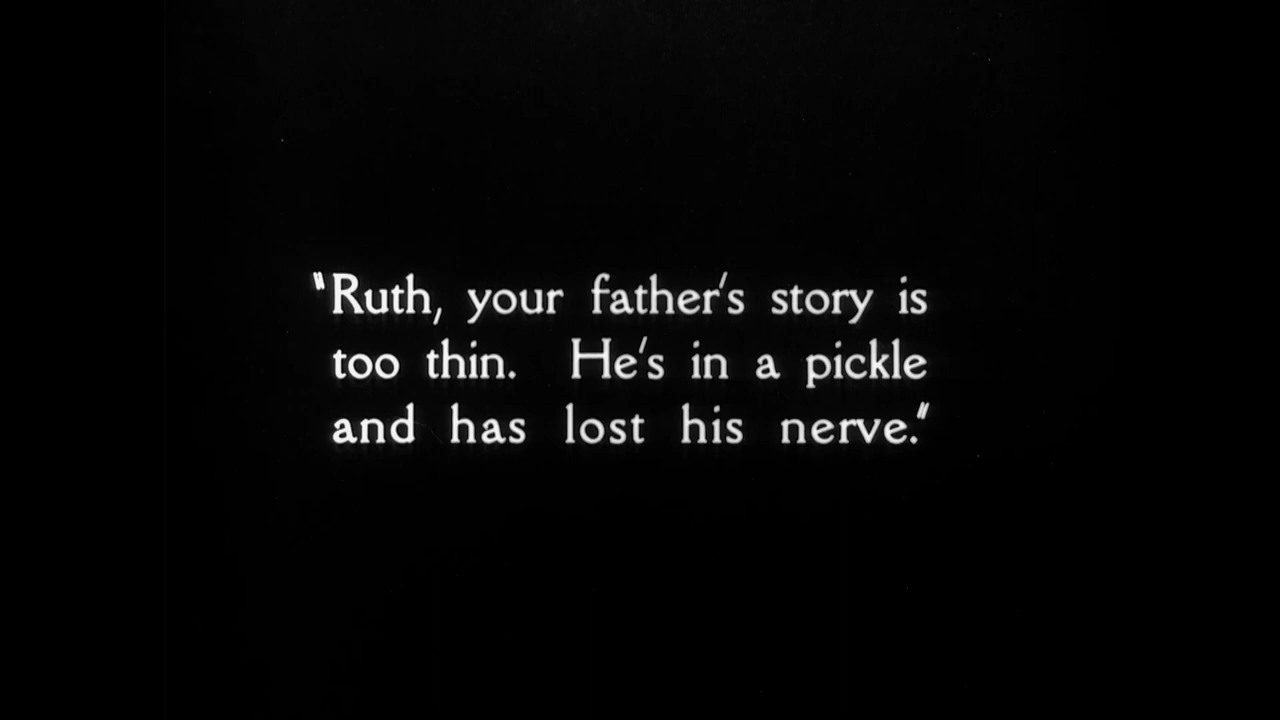 "Ruth, your father's story is
too thin. He's in a pickle
and has lost his nerve."